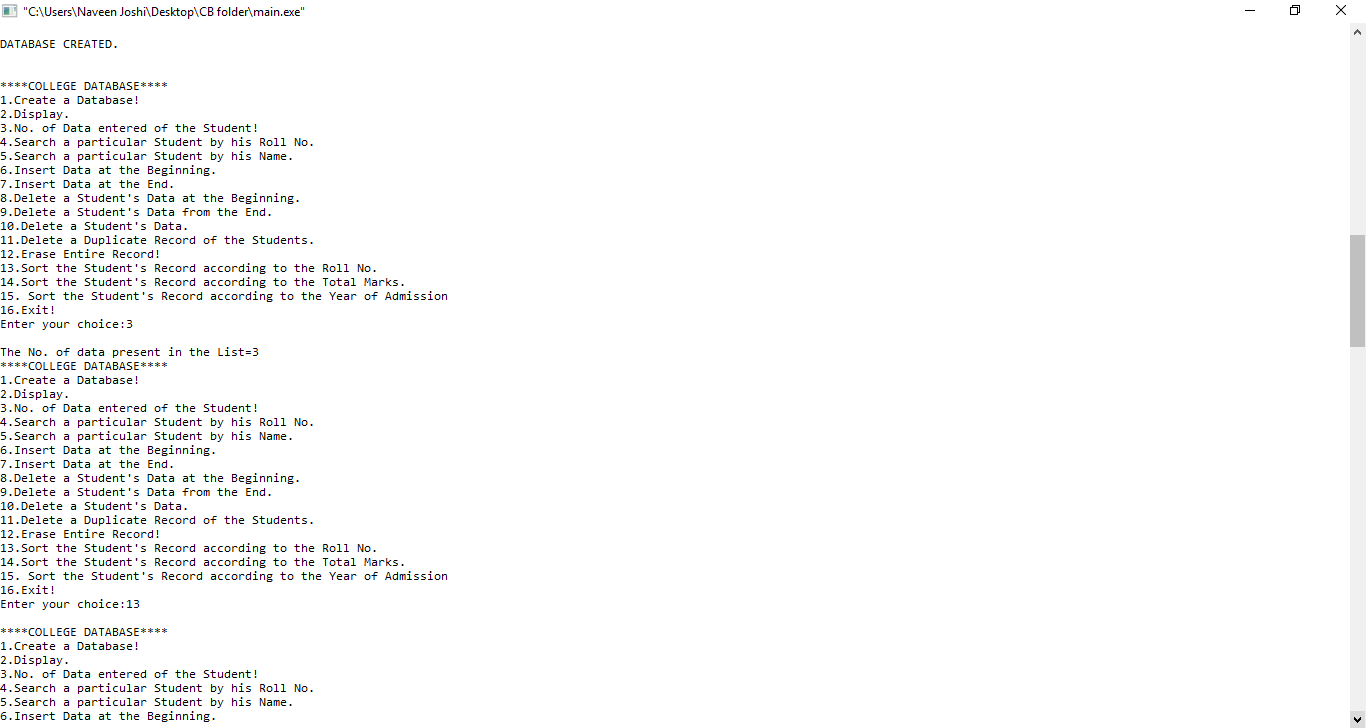 "C:\Users\Naveen Joshi\Desktop\CB folder\main.exe"
DATABASE CREATED.
****COLLEGE DATABASE****
1.Create a Database!
2.Display.
3.No. of Data entered of the Student!
4.Search a particular Student by his Roll No.
5.Search a particular Student by his Name.
6.Insert Data at the Beginning.
7.Insert Data at the End.
8.Delete a Student's Data at the Beginning.
9.Delete a Student's Data from the End.
10.Delete a Student's Data.
11.Delete a Duplicate Record of the Students.
12.Erase Entire Record!
13.Sort the Student's Record according to the Roll No.
14.Sort the Student's Record according to the Total Marks.
15. Sort the Student's Record according to the Year of Admission
16.Exit!
Enter your choice:3
The No. of data present in the List=3
****COLLEGE DATABASE****
1.Create a Database!
2.Display.
3.No. of Data entered of the Student!
4.Search a particular Student by his Roll No.
5.Search a particular Student by his Name.
6.Insert Data at the Beginning.
7.Insert Data at the End.
8.Delete a Student's Data at the Beginning.
9.Delete a Student's Data from the End.
10.Delete a Student's Data.
11.Delete a Duplicate Record of the Students.
12.Erase Entire Record!
13.Sort the Student's Record according to the Roll No.
14.Sort the Student's Record according to the Total Marks.
15. Sort the Student's Record according to the Year of Admission
16.Exit!
Enter your choice:13
****COLLEGE DATABASE****
1.Create a Database!
2.Display.
3.No. of Data entered of the Student!
4.Search a particular Student by his Roll No.
5.Search a particular Student by his Name.
6.Insert Data at the Beginning.